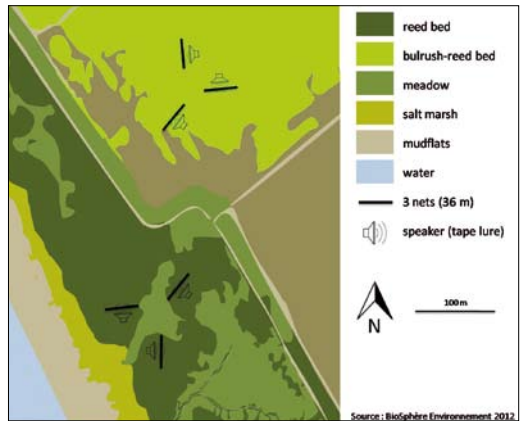 reed bed
bulrush-reed bed
meadow
salt marsh
mudflats
water
3 nets (36 m)
speaker (tape lure)
N
100 m
Source : BioSphère Environnement 2012